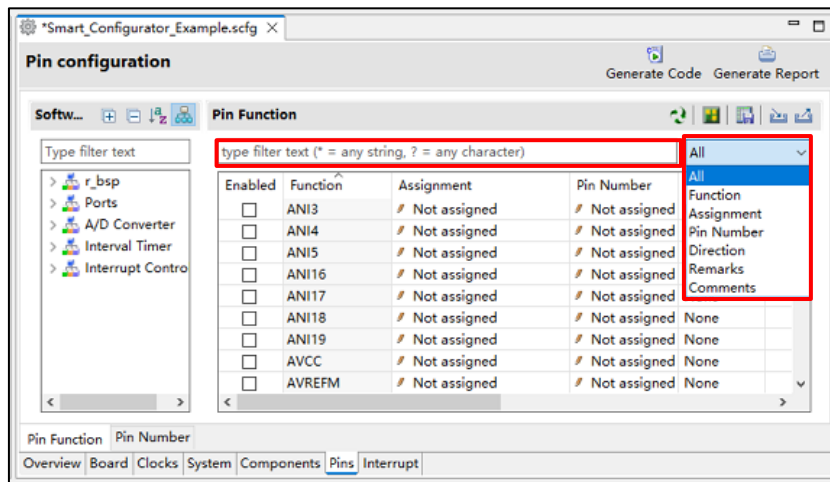 *Smart_Configurator_Example.scfg
Pin configuration
Generate Code Generate Report
Softw...
Type filter text
r_bsp
Ports
A/D Converter
Interval Timer
Interrupt Contro
Pin Function
type filter text (* = any string, ? = any character)
All
All
Function
Assignment
Pin Number
Direction
Remarks
Comments
Enabled Function Assignment Pin Number
ANI3 Not assigned Not assigned
ANI4 Not assigned Not assigned
ANI5 Not assigned Not assigned
ANI16 Not assigned Not assigned
ANI17 Not assigned Not assigned
ANI18 Not assigned Not assigned None
ANI19 Not assigned Not assigned None
AVCC Not assigned Not assigned None
AVREFM Not assigned Not assigned None
Pin Function Pin Number
Overview Board Clocks System Components Pins Interrupt